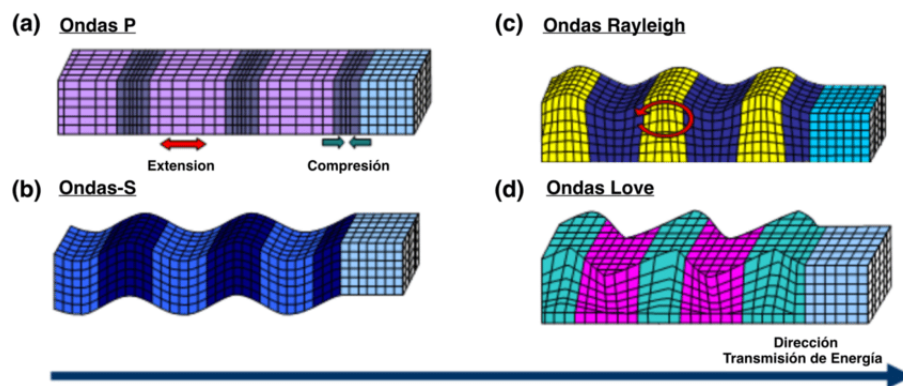 (a) Ondas P
Extension
Compresión
(b) Ondas-S
(c) Ondas Rayleigh
(d) Ondas Love
Dirección
Transmisión de Energía